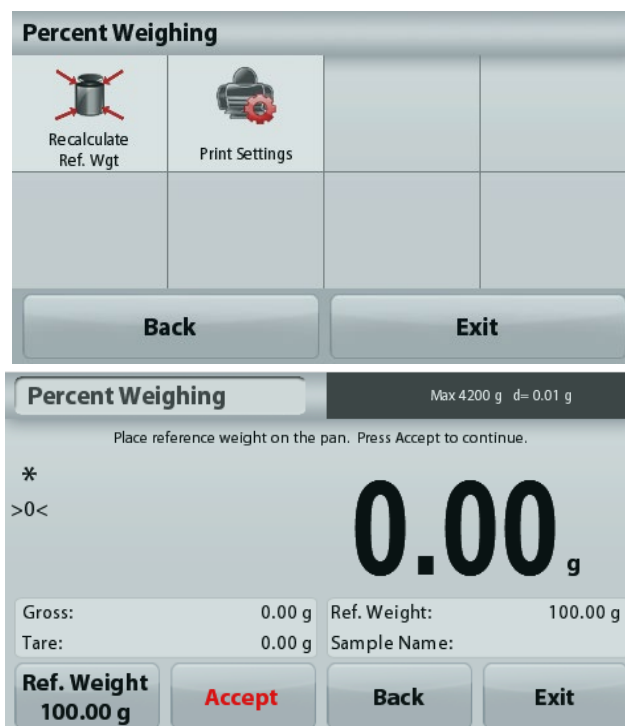 Percent Weighing
Recalculate
Ref. Wgt
Print Settings
Back
Exit
Percent Weighing
Max 4200 g d= 0.01 g
Place reference weight on the pan. Press Accept to continue.
*
>0<
0.00 g
Gross: 0.00 g
Ref. Weight: 100.00 g
Tare: 0.00 g
Sample Name:
Ref. Weight
100.00 g
Accept
Back
Exit